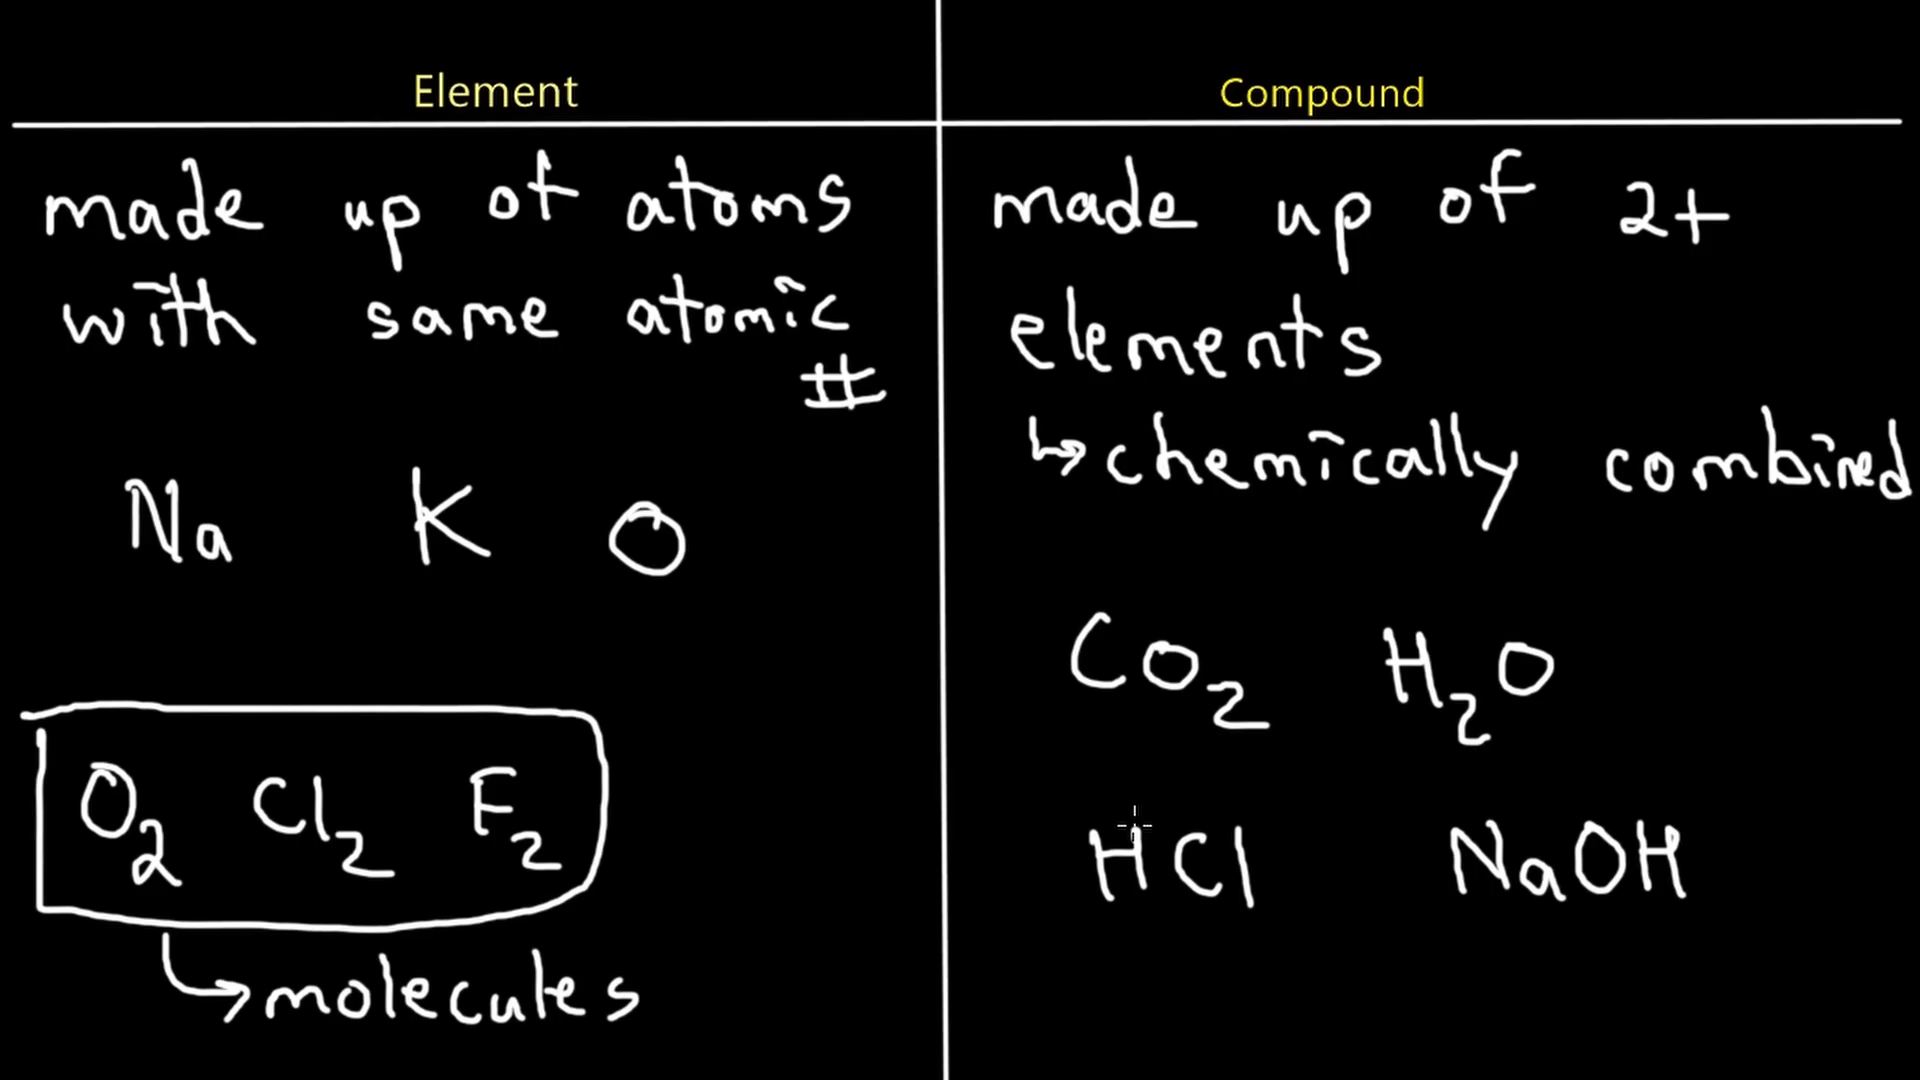 Element
made up of atoms
with same atomic
#
Na K O
O₂ Cl₂ F₂
↳ molecules
Compound
made up of 2+
elements
↳ chemically combined
CO₂ H₂O
HCl NaOH